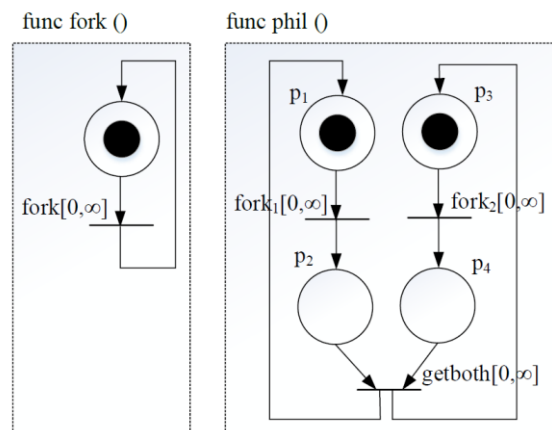 func fork ()
func phil ()
p₁
p₃
fork[0,∞]
fork₁[0,∞]
fork₂[0,∞]
p₂
p₄
getboth[0,∞]